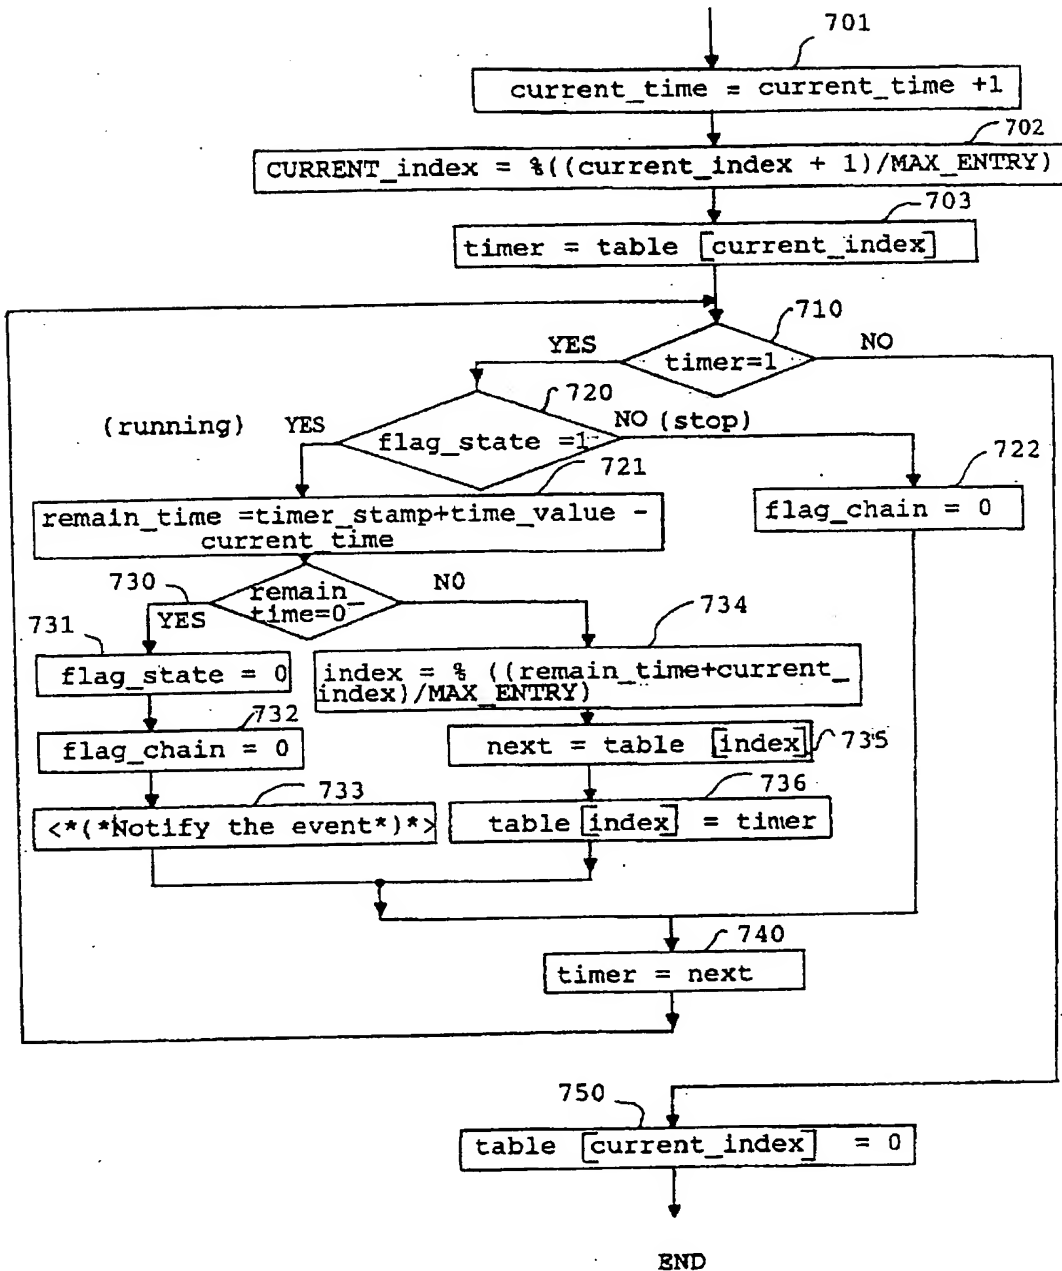 701
current_time = current_time +1
702
CURRENT_index = %((current_index + 1)/MAX_ENTRY)
703
timer = table [current_index]
710
YES
timer=1
NO
720
(running)
YES
flag_state =1
NO (stop)
721
722
remain_time =timer_stamp+time_value -
current_time
flag_chain = 0
730
YES
remain_
time=0
NO
731
734
flag_state = 0
index = % ((remain_time+current_
index)/MAX_ENTRY)
732
flag_chain = 0
next = table [index]
735
733
736
<*(*Notify the event*)*>
table [index] = timer
740
timer = next
750
table [current_index] = 0
END